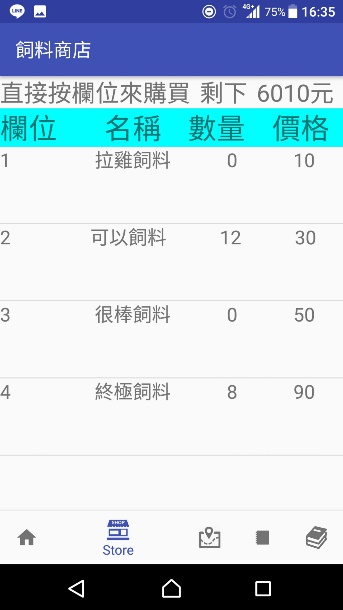 LINE 4G+ 75% 16:35
飼料商店
直接按欄位來購買 剩下 6010元
欄位 名稱 數量 價格
1 拉雞飼料 0 10
2 可以飼料 12 30
3 很棒飼料 0 50
4 終極飼料 8 90
SHOP
Store